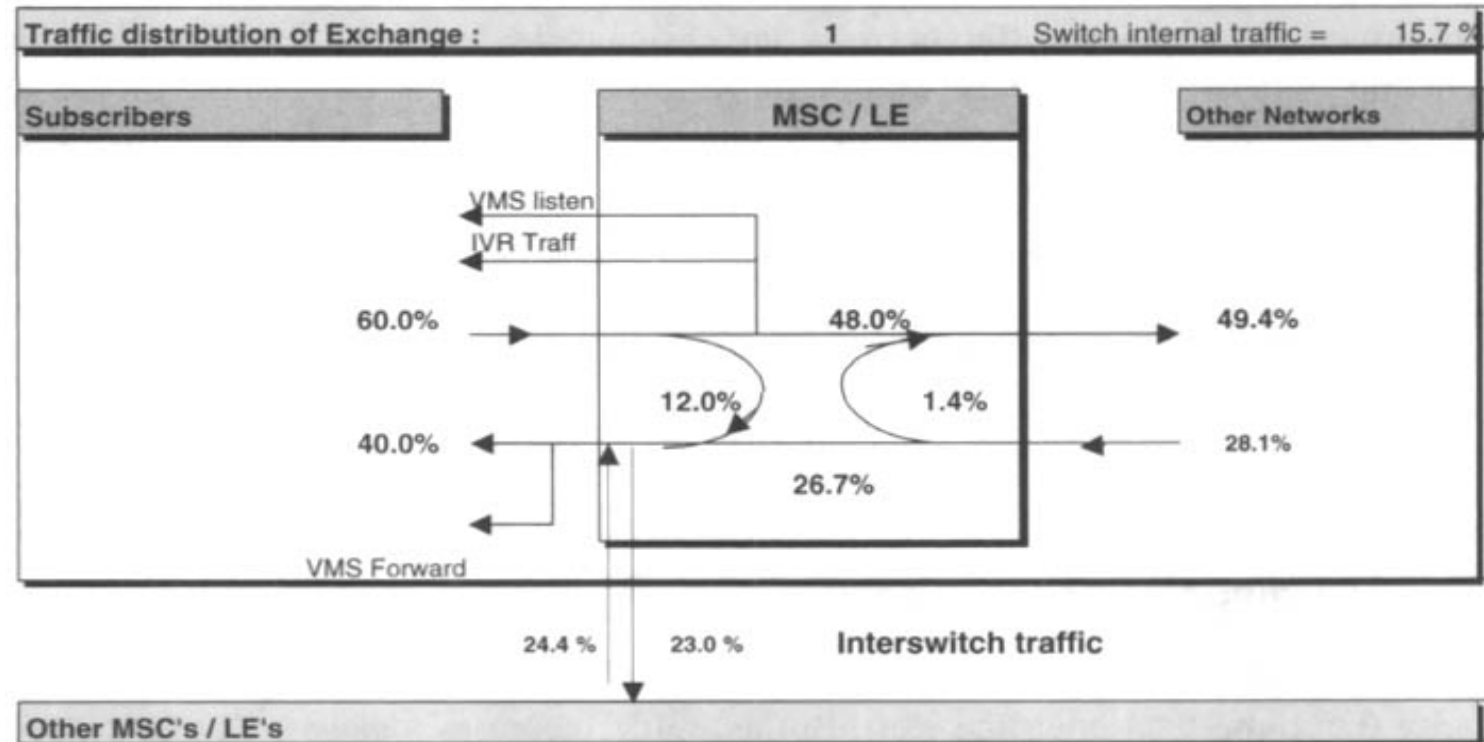 Traffic distribution of Exchange : 1 Switch internal traffic = 15.7 %
Subscribers MSC / LE Other Networks
VMS listen
IVR Traff
60.0% 48.0% 49.4%
12.0% 1.4%
40.0% 28.1%
26.7%
VMS Forward
24.4 % 23.0 % Interswitch traffic
Other MSC's / LE's